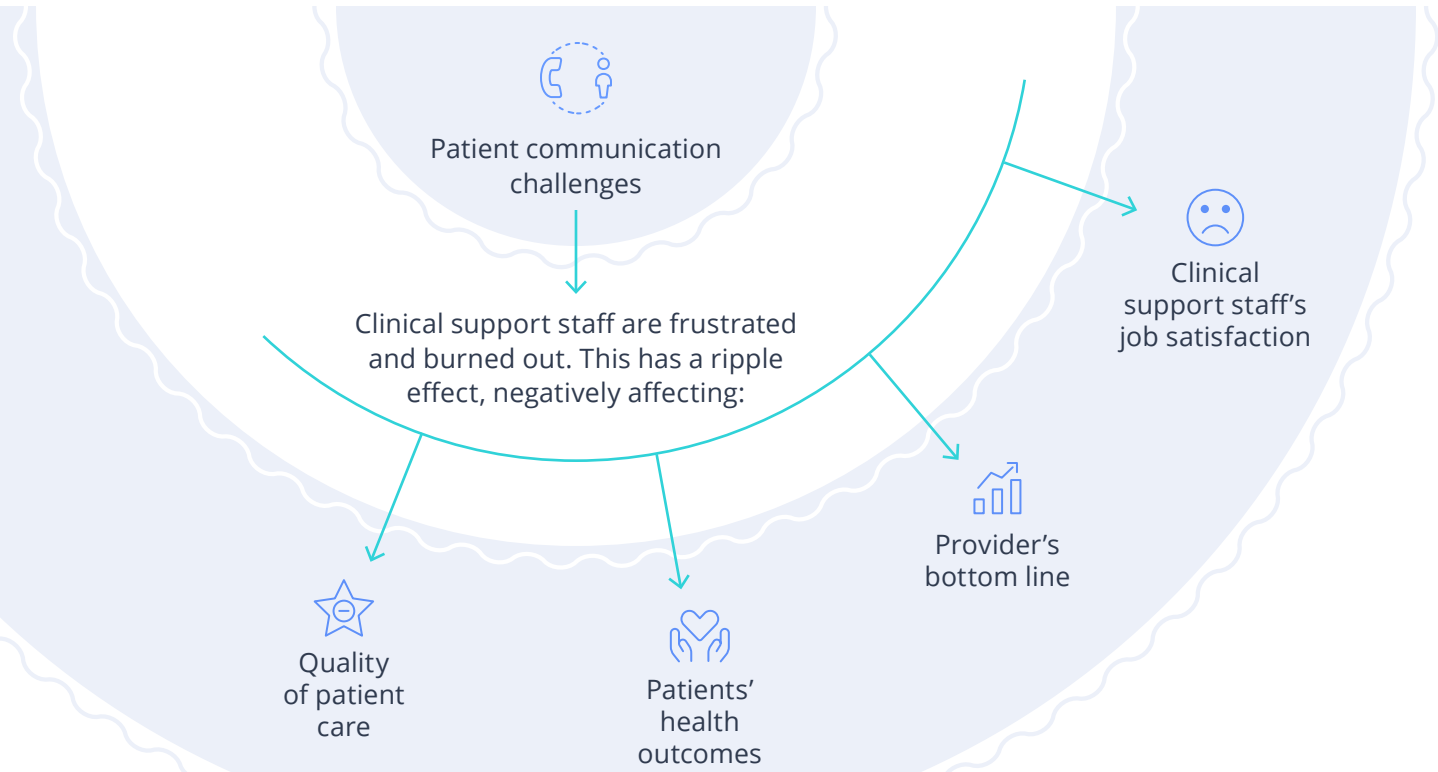 Patient communication
challenges
Clinical support staff are frustrated
and burned out. This has a ripple
effect, negatively affecting:
Clinical
support staff’s
job satisfaction
Provider’s
bottom line
Quality
of patient
care
Patients’
health
outcomes